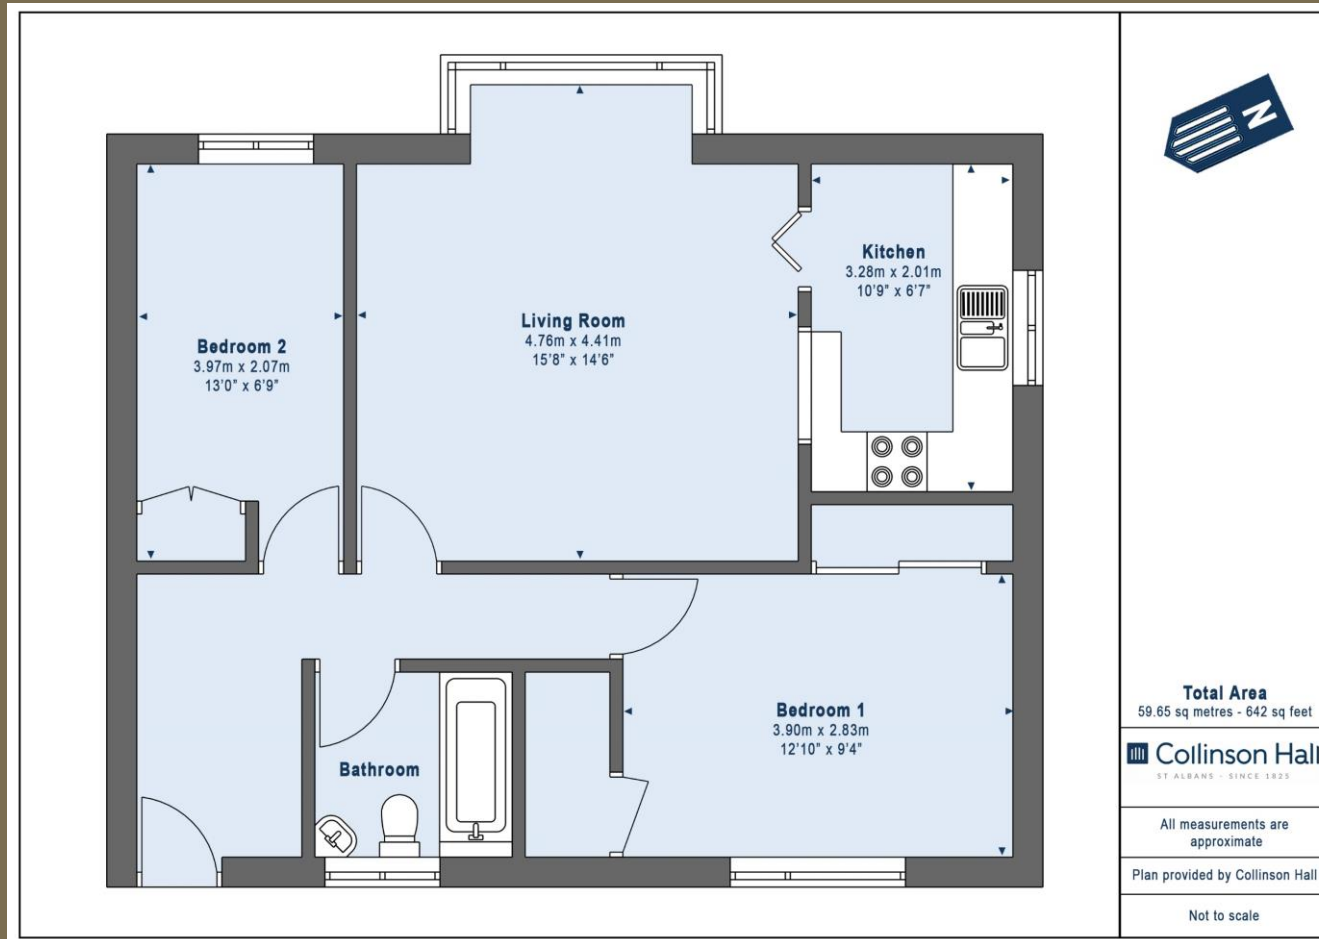 N
Kitchen
3.28m x 2.01m
10'9" x 6'7"
Living Room
4.76m x 4.41m
15'8" x 14'6"
Bedroom 2
3.97m x 2.07m
13'0" x 6'9"
Bedroom 1
3.90m x 2.83m
12'10" x 9'4"
Bathroom
Total Area
59.65 sq metres - 642 sq feet
Collinson Hall
ST ALBANS - SINCE 1825
All measurements are
approximate
Plan provided by Collinson Hall
Not to scale